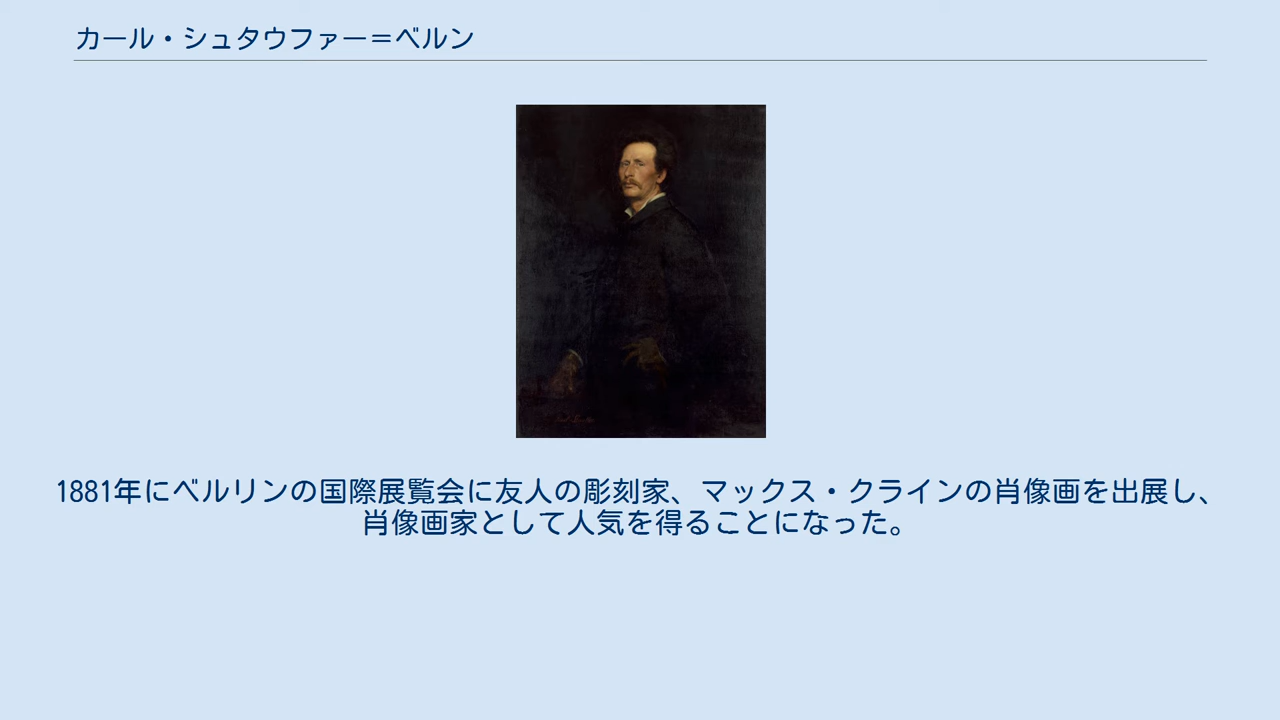 カール・シュタウファー＝ベルン
1881年にベルリンの国際展覧会に友人の彫刻家、マックス・クラインの肖像画を出展し、
肖像画家として人気を得ることになった。